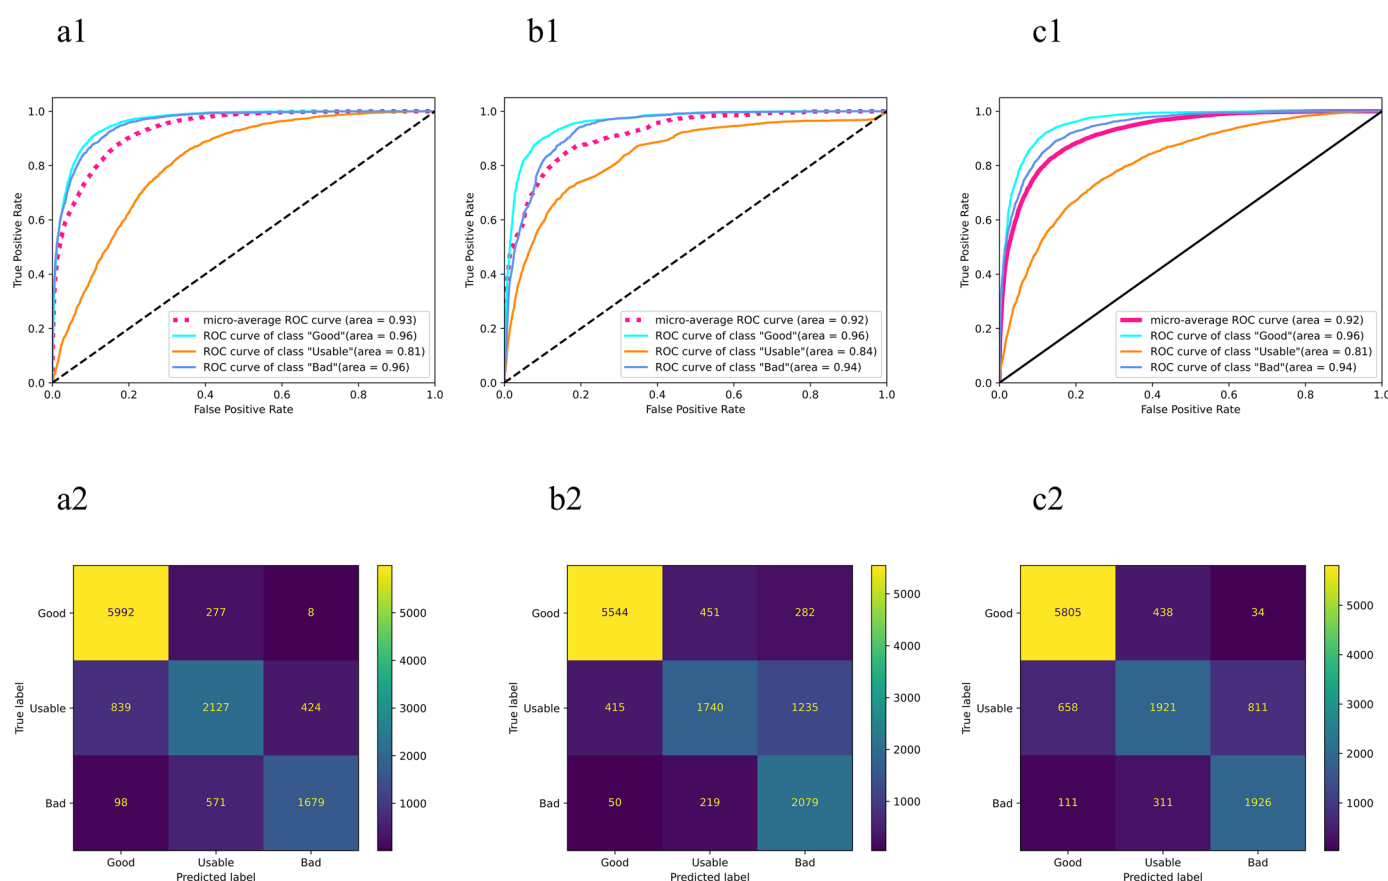 a1
b1
c1
1.0
0.8
0.6
0.4
0.2
0.0
True Positive Rate
micro-average ROC curve (area = 0.93)
ROC curve of class "Good"(area = 0.96)
ROC curve of class "Usable"(area = 0.81)
ROC curve of class "Bad"(area = 0.96)
0.0 0.2 0.4 0.6 0.8 1.0
False Positive Rate
1.0
0.8
0.6
0.4
0.2
0.0
True Positive Rate
micro-average ROC curve (area = 0.92)
ROC curve of class "Good"(area = 0.96)
ROC curve of class "Usable"(area = 0.84)
ROC curve of class "Bad"(area = 0.94)
0.0 0.2 0.4 0.6 0.8 1.0
False Positive Rate
1.0
0.8
0.6
0.4
0.2
0.0
True Positive Rate
micro-average ROC curve (area = 0.92)
ROC curve of class "Good"(area = 0.96)
ROC curve of class "Usable"(area = 0.81)
ROC curve of class "Bad"(area = 0.94)
0.0 0.2 0.4 0.6 0.8 1.0
False Positive Rate
a2
b2
c2
True label
Good 5992 277 8
Usable 839 2127 424
Bad 98 571 1679
Good Usable Bad
Predicted label
5000
4000
3000
2000
1000
True label
Good 5544 451 282
Usable 415 1740 1235
Bad 50 219 2079
Good Usable Bad
Predicted label
5000
4000
3000
2000
1000
True label
Good 5805 438 34
Usable 658 1921 811
Bad 111 311 1926
Good Usable Bad
Predicted label
5000
4000
3000
2000
1000